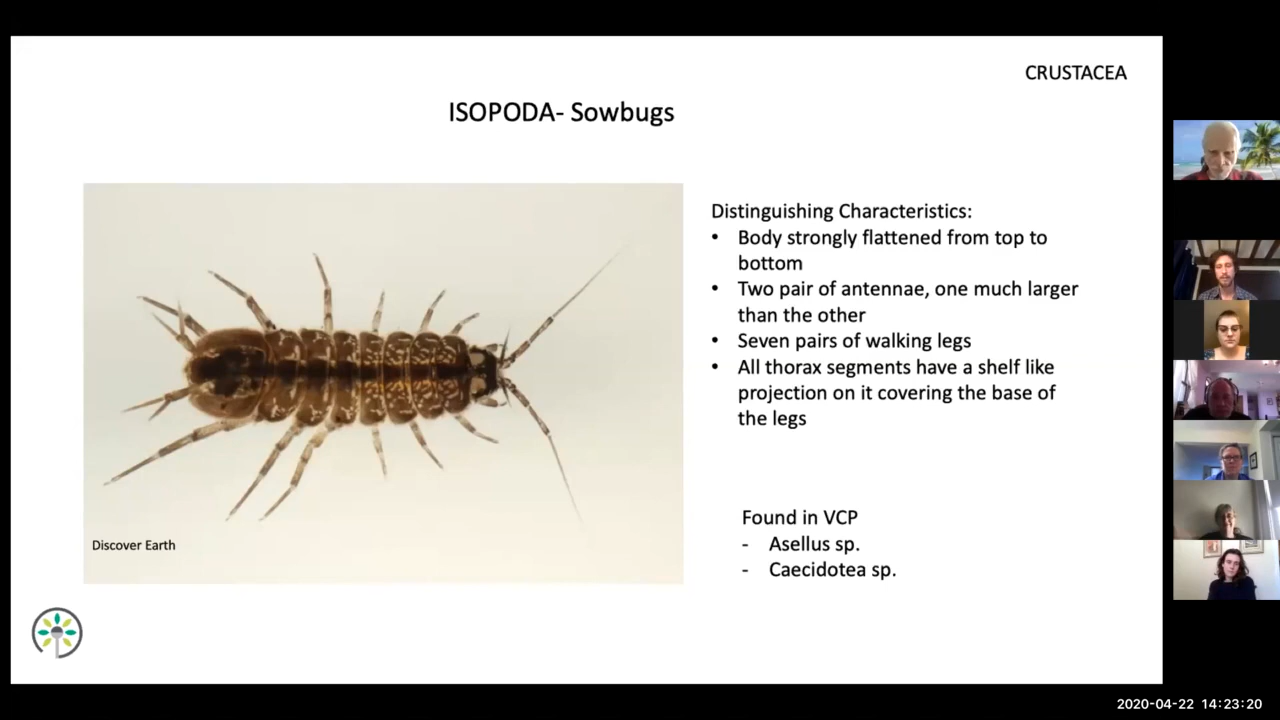 CRUSTACEA
ISOPODA- Sowbugs
Distinguishing Characteristics:
• Body strongly flattened from top to
bottom
• Two pair of antennae, one much larger
than the other
• Seven pairs of walking legs
• All thorax segments have a shelf like
projection on it covering the base of
the legs
Found in VCP
- Asellus sp.
- Caecidotea sp.
Discover Earth
2020-04-22 14:23:20